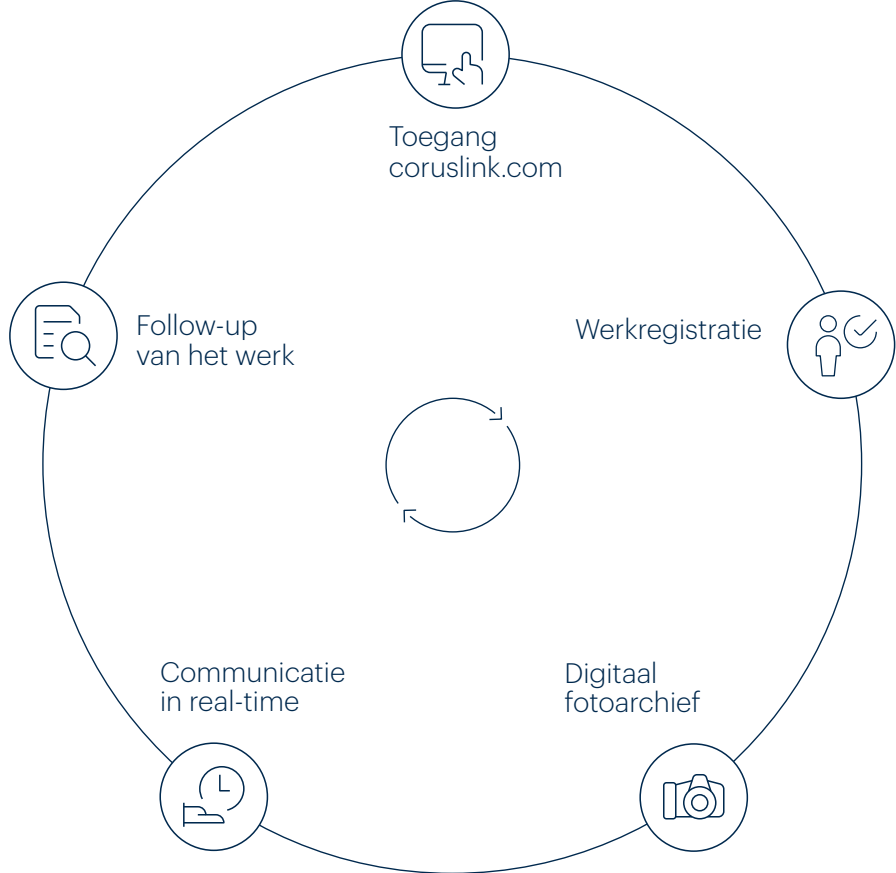 Toegang
coruslink.com
Follow-up
van het werk
Werkregistratie
Communicatie
in real-time
Digitaal
fotoarchief